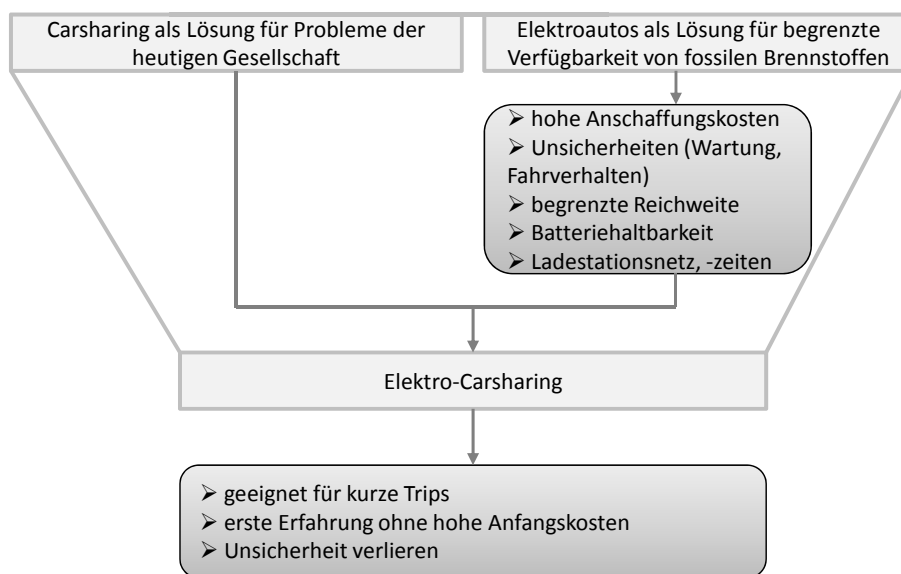 Carsharing als Lösung für Probleme der
heutigen Gesellschaft
Elektroautos als Lösung für begrenzte
Verfügbarkeit von fossilen Brennstoffen
➢ hohe Anschaffungskosten
➢ Unsicherheiten (Wartung,
Fahrverhalten)
➢ begrenzte Reichweite
➢ Batteriehaltbarkeit
➢ Ladestationsnetz, -zeiten
Elektro-Carsharing
➢ geeignet für kurze Trips
➢ erste Erfahrung ohne hohe Anfangskosten
➢ Unsicherheit verlieren